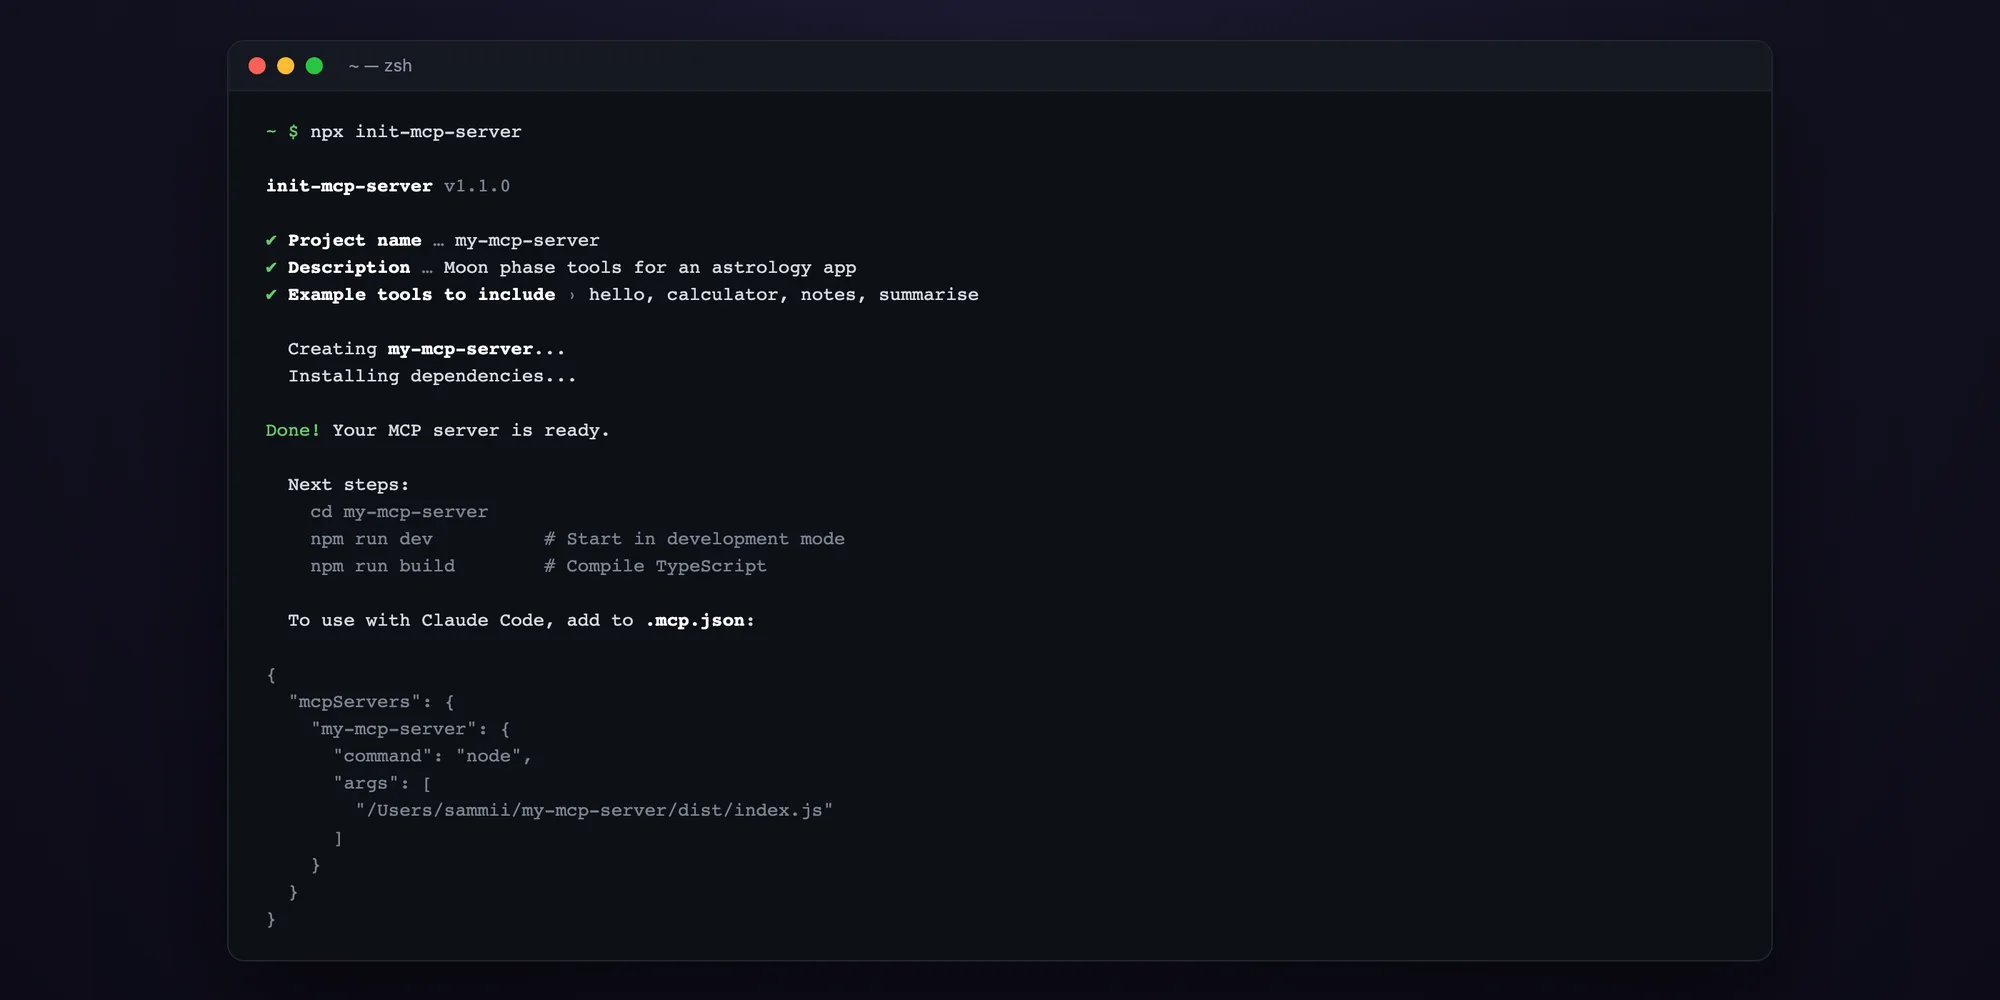 ~ — zsh
~ $ npx init-mcp-server
init-mcp-server v1.1.0
✔ Project name … my-mcp-server
✔ Description … Moon phase tools for an astrology app
✔ Example tools to include › hello, calculator, notes, summarise
Creating my-mcp-server...
Installing dependencies...
Done! Your MCP server is ready.
Next steps:
cd my-mcp-server
npm run dev # Start in development mode
npm run build # Compile TypeScript
To use with Claude Code, add to .mcp.json:
{
"mcpServers": {
"my-mcp-server": {
"command": "node",
"args": [
"/Users/sammii/my-mcp-server/dist/index.js"
]
}
}
}